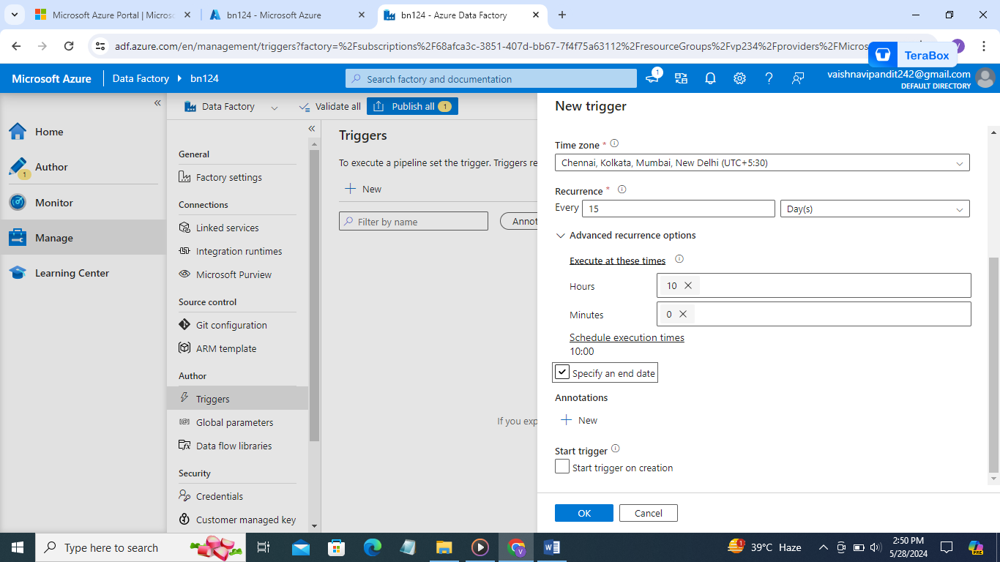 Microsoft Azure Portal | Micros
bn124 - Microsoft Azure
bn124 - Azure Data Factory
adf.azure.com/en/management/triggers?factory=%2Fsubscriptions%2F68afca3c-3851-407d-bb67-7f4f75a63112%2FresourceGroups%2Fvp234%2Fproviders%2FMicros
V
TeraBox
Microsoft Azure
Data Factory
bn124
Search factory and documentation
1
vaishnavipandit242@gmail.com
DEFAULT DIRECTORY
Home
Author
1
Monitor
Manage
Learning Center
Data Factory
Validate all
Publish all 1
General
Factory settings
Connections
Linked services
Integration runtimes
Microsoft Purview
Source control
Git configuration
ARM template
Author
Triggers
Global parameters
Data flow libraries
Security
Credentials
Customer managed key
Triggers
To execute a pipeline set the trigger. Triggers re
New
Filter by name
Annot
If you exp
New trigger
Time zone *
Chennai, Kolkata, Mumbai, New Delhi (UTC+5:30)
Recurrence *
Every 15 Day(s)
Advanced recurrence options
Execute at these times
Hours 10
Minutes 0
Schedule execution times
10:00
Specify an end date
Annotations
New
Start trigger
Start trigger on creation
OK Cancel
Type here to search
1
39°C Haze
2:50 PM
5/28/2024
PRE